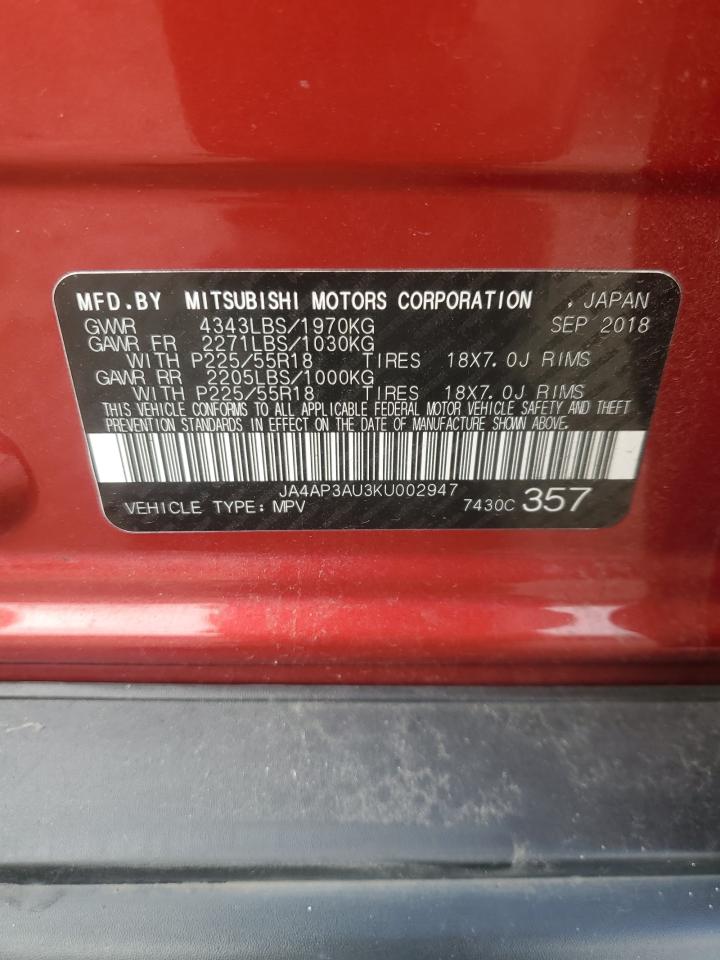 MFD.BY MITSUBISHI MOTORS CORPORATION , JAPAN
GVWR 4343LBS/1970KG SEP 2018
GAWR FR 2271LBS/1030KG
WITH P225/55R18 TIRES 18X7.0J RIMS
GAWR RR 2205LBS/1000KG
WITH P225/55R18 TIRES 18X7.0J RIMS
THIS VEHICLE CONFORMS TO ALL APPLICABLE FEDERAL MOTOR VEHICLE SAFETY AND THEFT
PREVENTION STANDARDS IN EFFECT ON THE DATE OF MANUFACTURE SHOWN ABOVE.
JA4AP3AU3KU002947
VEHICLE TYPE: MPV 7430C 357